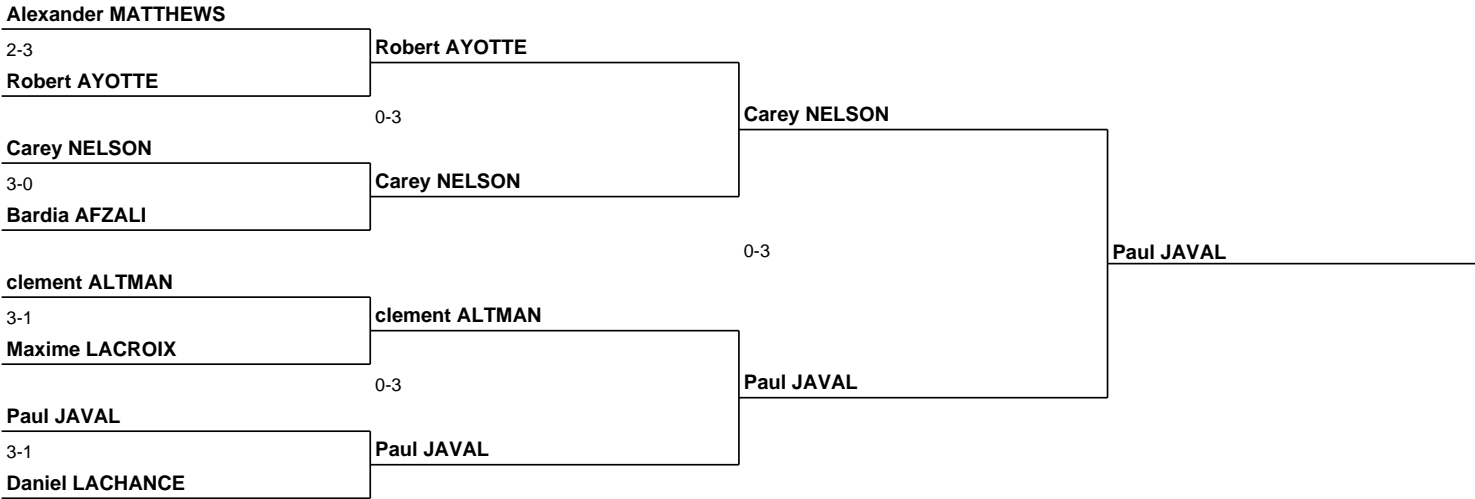 Alexander MATTHEWS
2-3
Robert AYOTTE
Robert AYOTTE
0-3
Carey NELSON
Carey NELSON
3-0
Carey NELSON
Bardia AFZALI
0-3
Paul JAVAL
clement ALTMAN
3-1
clement ALTMAN
Maxime LACROIX
0-3
Paul JAVAL
Paul JAVAL
3-1
Paul JAVAL
Daniel LACHANCE